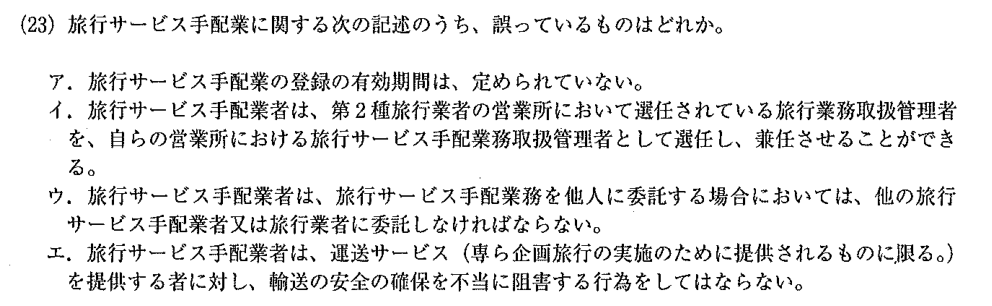 (23) 旅行サービス手配業に関する次の記述のうち、誤っているものはどれか。
ア．旅行サービス手配業の登録の有効期間は、定められていない。
イ．旅行サービス手配業者は、第２種旅行業者の営業所において選任されている旅行業務取扱管理者
を、自らの営業所における旅行サービス手配業務取扱管理者として選任し、兼任させることができ
る。
ウ．旅行サービス手配業者は、旅行サービス手配業務を他人に委託する場合においては、他の旅行
サービス手配業者又は旅行業者に委託しなければならない。
エ．旅行サービス手配業者は、運送サービス（専ら企画旅行の実施のために提供されるものに限る。）
を提供する者に対し、輸送の安全の確保を不当に阻害する行為をしてはならない。